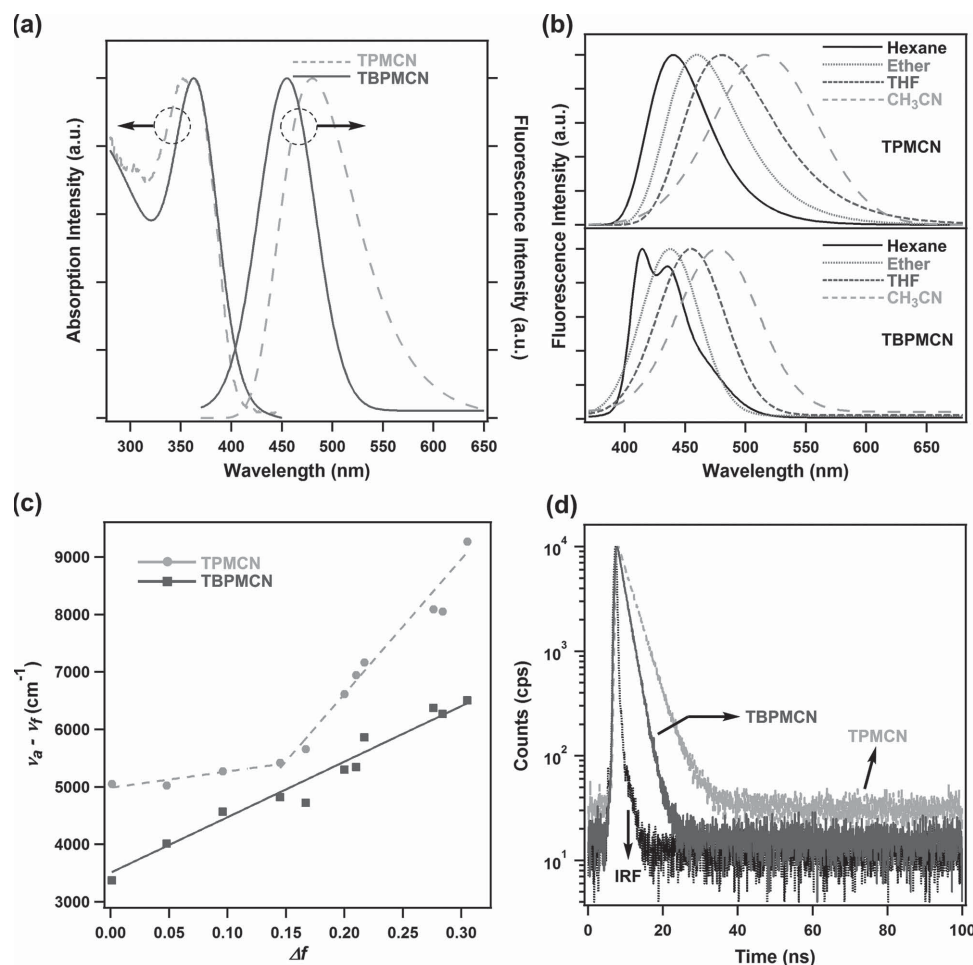 (a)
TPMCN
TBPMCN
Absorption Intensity (a.u.)
Fluorescence Intensity (a.u.)
300 350 400 450 500 550 600 650
Wavelength (nm)
(b)
Hexane
Ether
THF
CH₃CN
TPMCN
Hexane
Ether
THF
CH₃CN
TBPMCN
Fluorescence Intensity (a.u.)
400 450 500 550 600 650
Wavelength (nm)
(c)
TPMCN
TBPMCN
νa - νf (cm⁻¹)
9000
8000
7000
6000
5000
4000
3000
0.00 0.05 0.10 0.15 0.20 0.25 0.30
Δf
(d)
Counts (cps)
10⁴
10³
10²
10¹
TBPMCN
TPMCN
IRF
0 20 40 60 80 100
Time (ns)